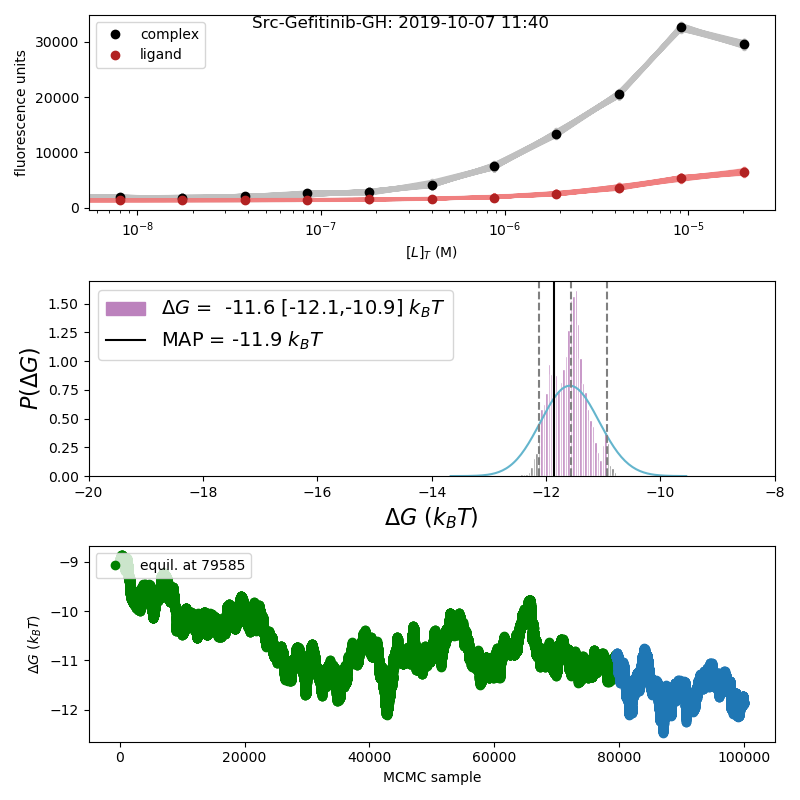 Src-Gefitinib-GH: 2019-10-07 11:40
complex
ligand
fluorescence units
30000
20000
10000
0
10⁻⁸ 10⁻⁷ 10⁻⁶ 10⁻⁵
[L]_T (M)
ΔG = -11.6 [-12.1,-10.9] k_BT
MAP = -11.9 k_BT
P(ΔG)
1.50
1.25
1.00
0.75
0.50
0.25
0.00
−20 −18 −16 −14 −12 −10 −8
ΔG (k_BT)
equil. at 79585
ΔG (k_BT)
−9
−10
−11
−12
0 20000 40000 60000 80000 100000
MCMC sample